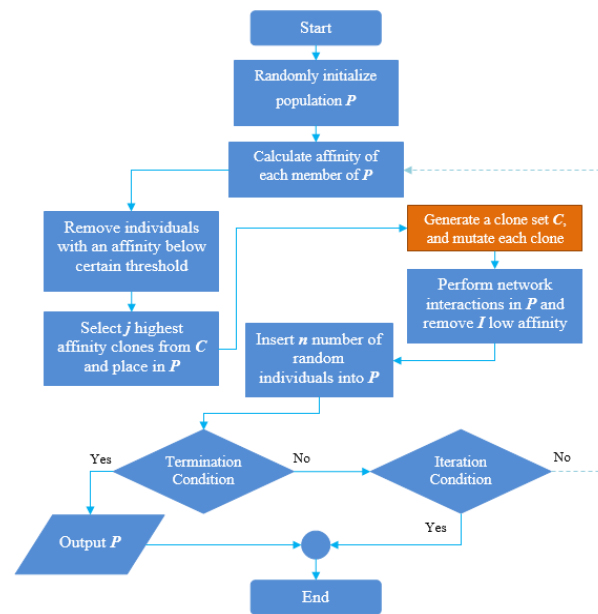 Start
Randomly initialize
population P
Calculate affinity of
each member of P
Remove individuals
with an affinity below
certain threshold
Select j highest
affinity clones from C
and place in P
Generate a clone set C,
and mutate each clone
Perform network
interactions in P and
remove I low affinity
Insert n number of
random
individuals into P
Yes
Termination
Condition
No
Iteration
Condition
No
Yes
Output P
End